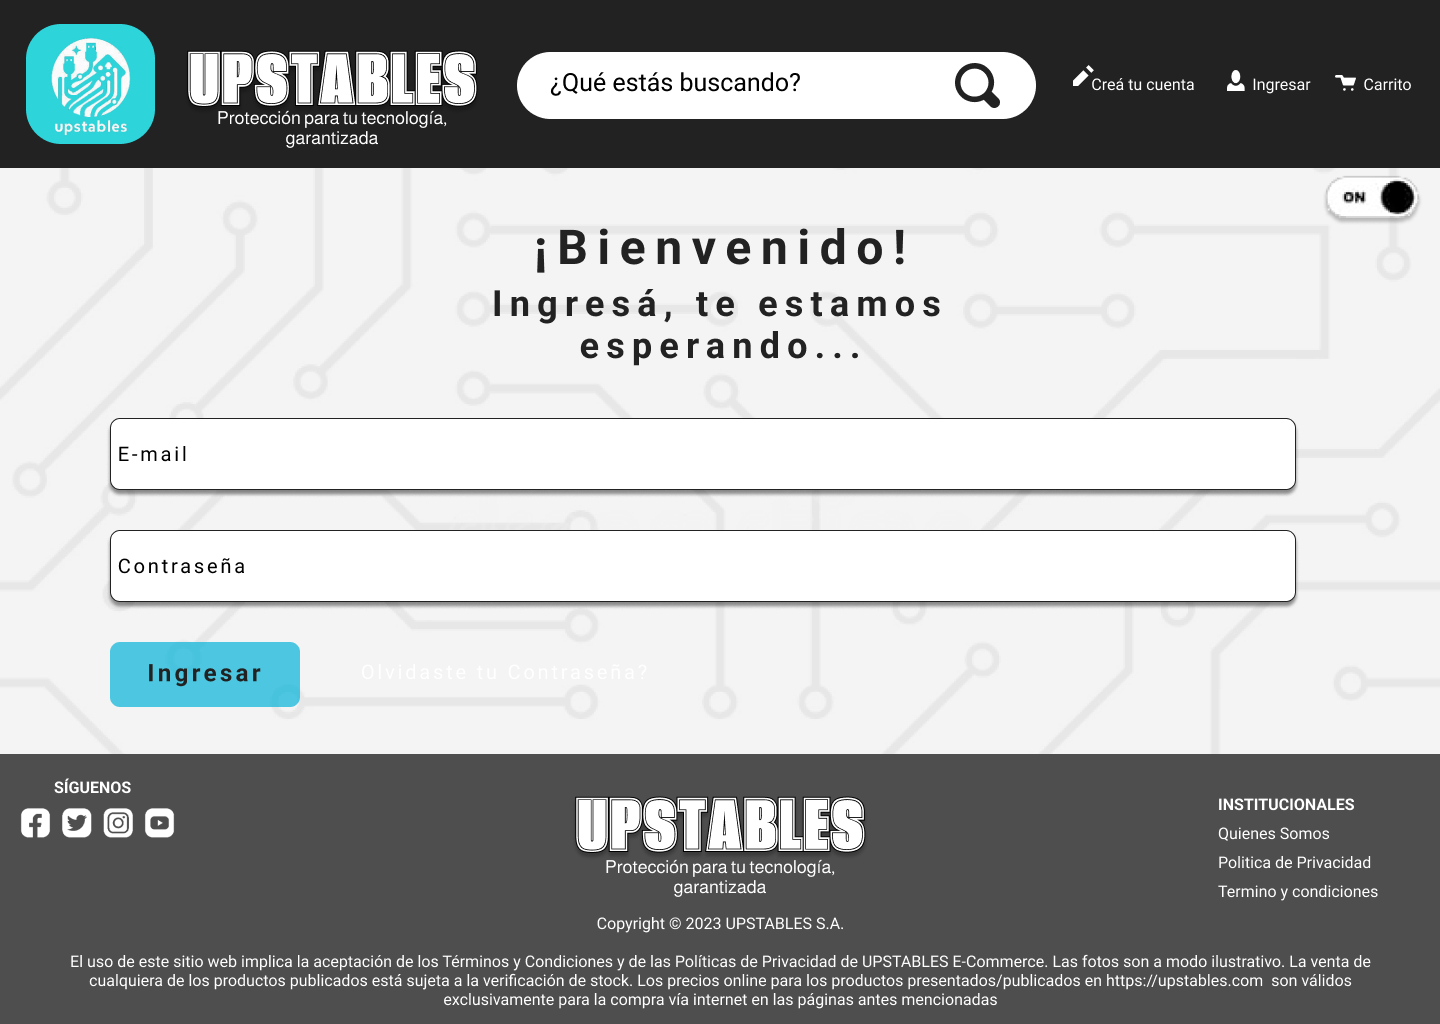 upstables
UPSTABLES
Protección para tu tecnología,
garantizada
¿Qué estás buscando?
Creá tu cuenta
Ingresar
Carrito
ON
¡Bienvenido!
Ingresá, te estamos
esperando...
E-mail
Contraseña
Ingresar
Olvidaste tu Contraseña?
SÍGUENOS
UPSTABLES
Protección para tu tecnología,
garantizada
Copyright © 2023 UPSTABLES S.A.
INSTITUCIONALES
Quienes Somos
Politica de Privacidad
Termino y condiciones
El uso de este sitio web implica la aceptación de los Términos y Condiciones y de las Políticas de Privacidad de UPSTABLES E-Commerce. Las fotos son a modo ilustrativo. La venta de
cualquiera de los productos publicados está sujeta a la verificación de stock. Los precios online para los productos presentados/publicados en https://upstables.com  son válidos
exclusivamente para la compra vía internet en las páginas antes mencionadas